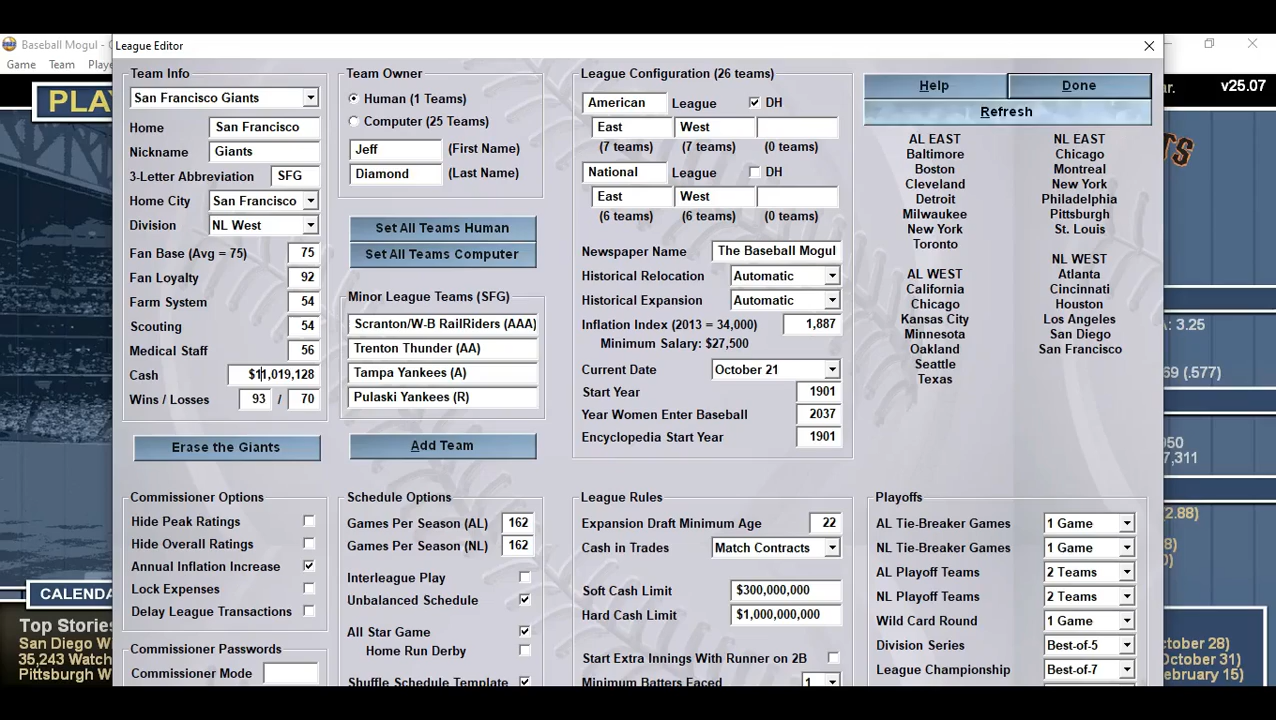 Baseball Mogul -
League Editor
Game Team Playe
PLA
v25.07
Team Info
San Francisco Giants
Home San Francisco
Nickname Giants
3-Letter Abbreviation SFG
Home City San Francisco
Division NL West
Fan Base (Avg = 75) 75
Fan Loyalty 92
Farm System 54
Scouting 54
Medical Staff 56
Cash $11,019,128
Wins / Losses 93 / 70
Erase the Giants
Team Owner
Human (1 Teams)
Computer (25 Teams)
Jeff (First Name)
Diamond (Last Name)
Set All Teams Human
Set All Teams Computer
Minor League Teams (SFG)
Scranton/W-B RailRiders (AAA)
Trenton Thunder (AA)
Tampa Yankees (A)
Pulaski Yankees (R)
Add Team
League Configuration (26 teams)
American League DH
East West
(7 teams) (7 teams) (0 teams)
National League DH
East West
(6 teams) (6 teams) (0 teams)
Newspaper Name The Baseball Mogul
Historical Relocation Automatic
Historical Expansion Automatic
Inflation Index (2013 = 34,000) 1,887
Minimum Salary: $27,500
Current Date October 21
Start Year 1901
Year Women Enter Baseball 2037
Encyclopedia Start Year 1901
Help Done
Refresh
AL EAST
Baltimore
Boston
Cleveland
Detroit
Milwaukee
New York
Toronto
AL WEST
California
Chicago
Kansas City
Minnesota
Oakland
Seattle
Texas
NL EAST
Chicago
Montreal
New York
Philadelphia
Pittsburgh
St. Louis
NL WEST
Atlanta
Cincinnati
Houston
Los Angeles
San Diego
San Francisco
Commissioner Options
Hide Peak Ratings
Hide Overall Ratings
Annual Inflation Increase
Lock Expenses
Delay League Transactions
Commissioner Passwords
Commissioner Mode
Schedule Options
Games Per Season (AL) 162
Games Per Season (NL) 162
Interleague Play
Unbalanced Schedule
All Star Game
Home Run Derby
Shuffle Schedule Template
League Rules
Expansion Draft Minimum Age 22
Cash in Trades Match Contracts
Soft Cash Limit $300,000,000
Hard Cash Limit $1,000,000,000
Start Extra Innings With Runner on 2B
Minimum Batters Faced 1
Playoffs
AL Tie-Breaker Games 1 Game
NL Tie-Breaker Games 1 Game
AL Playoff Teams 2 Teams
NL Playoff Teams 2 Teams
Wild Card Round 1 Game
Division Series Best-of-5
League Championship Best-of-7
CALENDA
Top Storie
San Diego W
35,243 Watch
Pittsburgh W
A: 3.25
69 (.577)
950
7,311
(2.88)
8)
0)
ctober 28)
October 31)
ebruary 15)